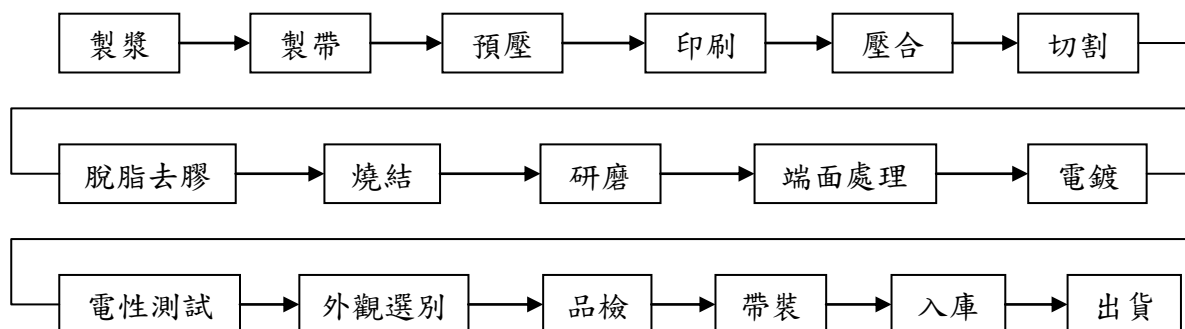 製漿 製帶 預壓 印刷 壓合 切割
脫脂去膠 燒結 研磨 端面處理 電鍍
電性測試 外觀選別 品檢 帶裝 入庫 出貨